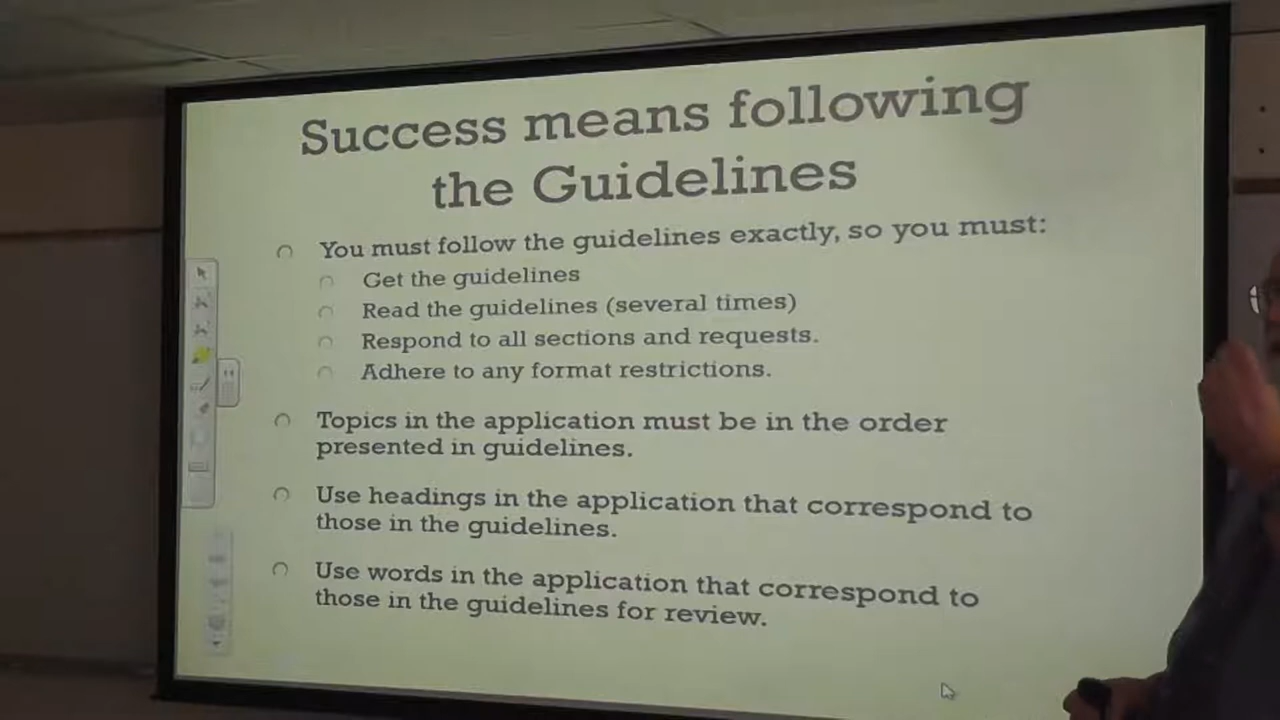 Success means following
the Guidelines
You must follow the guidelines exactly, so you must:
Get the guidelines
Read the guidelines (several times)
Respond to all sections and requests.
Adhere to any format restrictions.
Topics in the application must be in the order
presented in guidelines.
Use headings in the application that correspond to
those in the guidelines.
Use words in the application that correspond to
those in the guidelines for review.